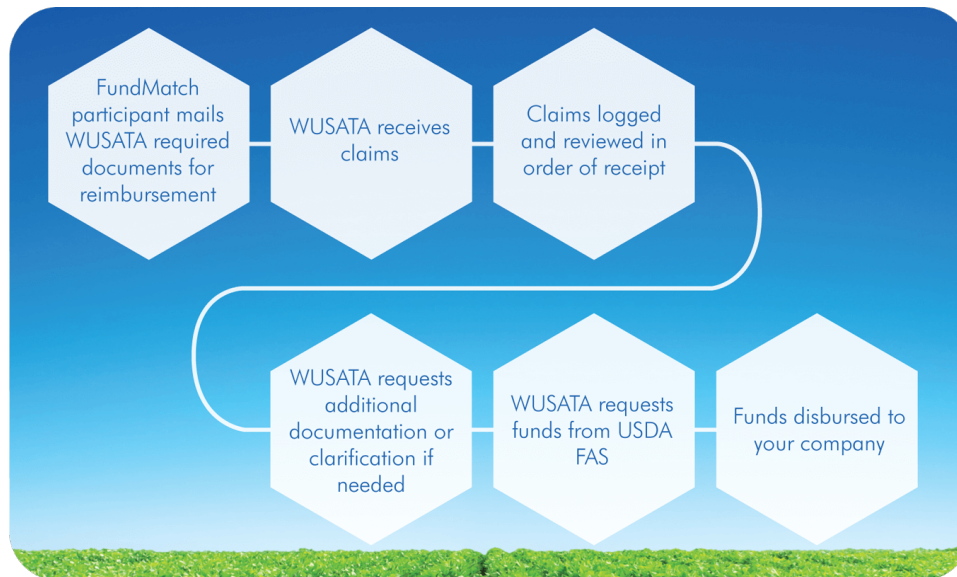 FundMatch
participant mails
WUSATA required
documents for
reimbursement
WUSATA receives
claims
Claims logged
and reviewed in
order of receipt
WUSATA requests
additional
documentation or
clarification if
needed
WUSATA requests
funds from USDA
FAS
Funds disbursed to
your company